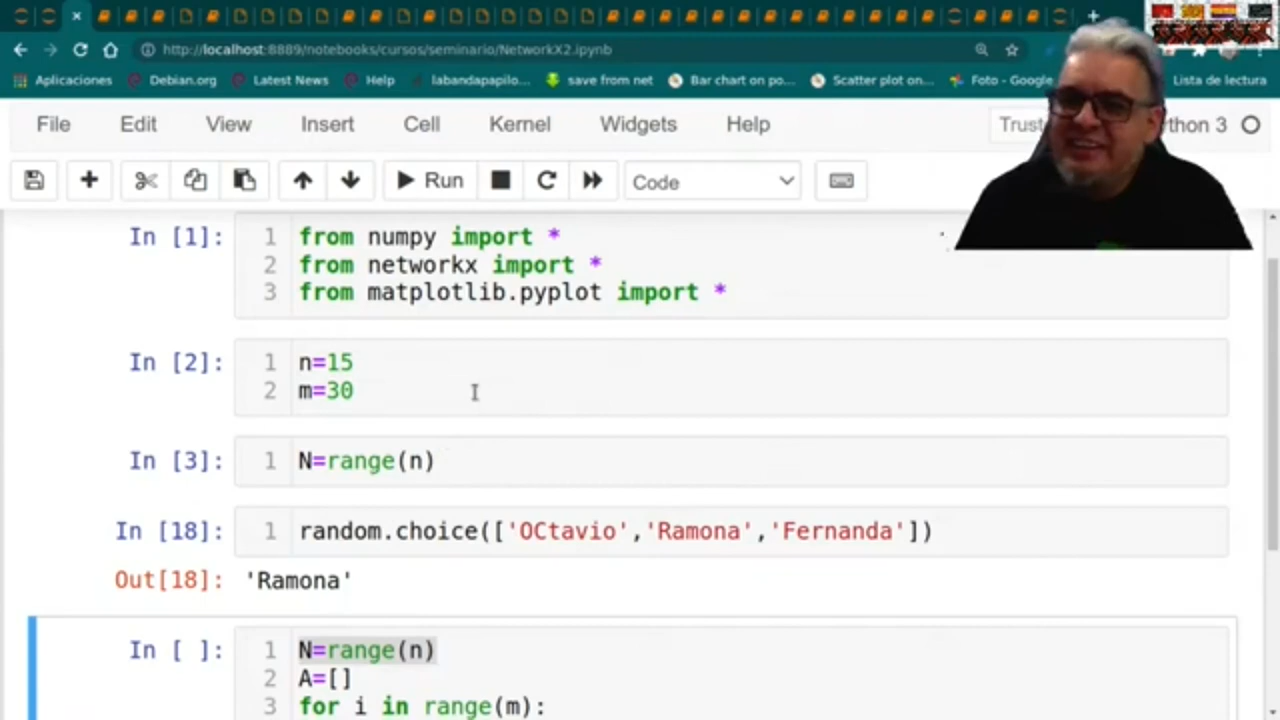 http://localhost:8889/notebooks/cursos/seminario/NetworkX2.ipynb
Aplicaciones Debian.org Latest News Help labandapapilo... save from net Bar chart on po... Scatter plot on... Foto - Google Lista de lectura
File Edit View Insert Cell Kernel Widgets Help Trust thon 3
Run Code
In [1]: 1 from numpy import *
2 from networkx import *
3 from matplotlib.pyplot import *
In [2]: 1 n=15
2 m=30
In [3]: 1 N=range(n)
In [18]: 1 random.choice(['OCtavio','Ramona','Fernanda'])
Out[18]: 'Ramona'
In [ ]: 1 N=range(n)
2 A=[]
3 for i in range(m):